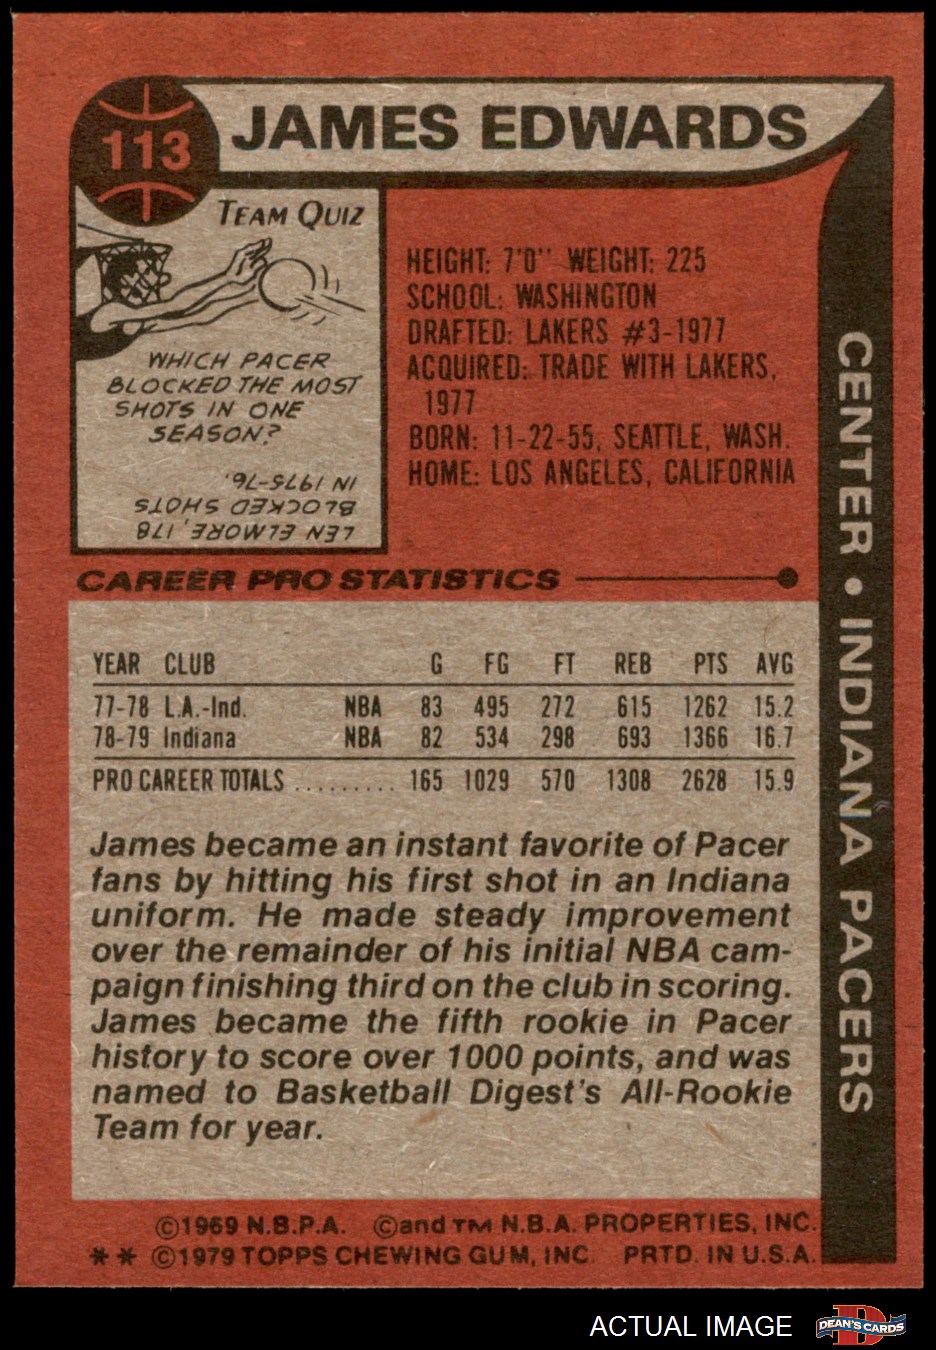 113
JAMES EDWARDS
TEAM QUIZ
WHICH PACER
BLOCKED THE MOST
SHOTS IN ONE
SEASON?
LEN ELMORE, 178
BLOCKED SHOTS
IN 1975-76.
HEIGHT: 7'0" WEIGHT: 225
SCHOOL: WASHINGTON
DRAFTED: LAKERS #3-1977
ACQUIRED: TRADE WITH LAKERS,
1977
BORN: 11-22-55, SEATTLE, WASH.
HOME: LOS ANGELES, CALIFORNIA
CENTER • INDIANA PACERS
CAREER PRO STATISTICS
YEAR CLUB G FG FT REB PTS AVG
77-78 L.A.-Ind. NBA 83 495 272 615 1262 15.2
78-79 Indiana NBA 82 534 298 693 1366 16.7
PRO CAREER TOTALS ......... 165 1029 570 1308 2628 15.9
James became an instant favorite of Pacer
fans by hitting his first shot in an Indiana
uniform. He made steady improvement
over the remainder of his initial NBA cam-
paign finishing third on the club in scoring.
James became the fifth rookie in Pacer
history to score over 1000 points, and was
named to Basketball Digest's All-Rookie
Team for year.
©1969 N.B.P.A. ©and TM N.B.A. PROPERTIES, INC.
** ©1979 TOPPS CHEWING GUM, INC. PRTD. IN U.S.A.
ACTUAL IMAGE
DEAN'S CARDS